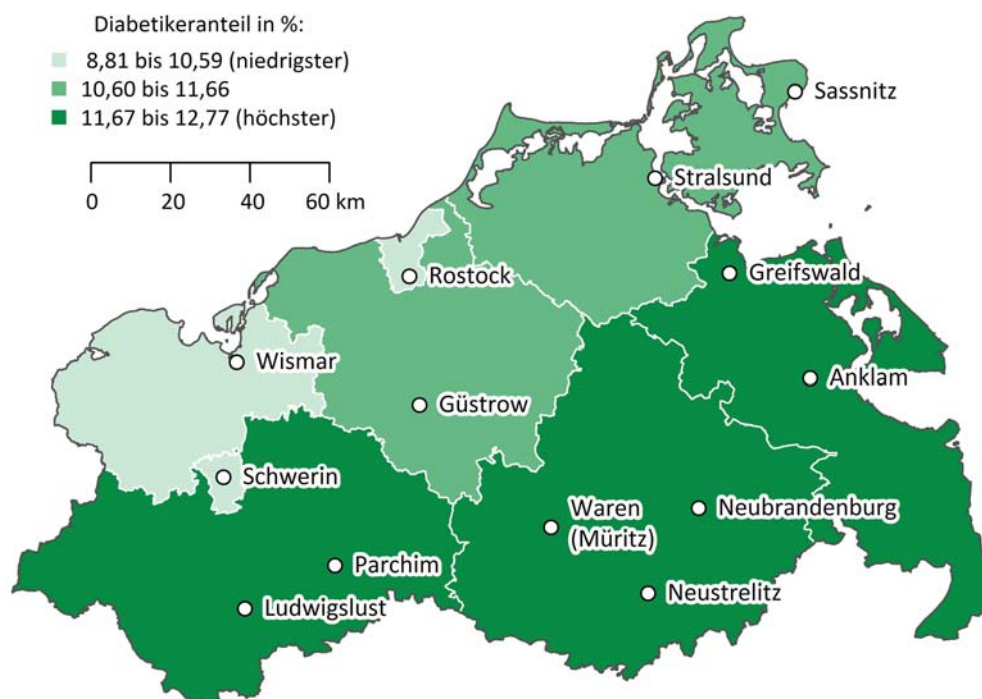 Diabetikeranteil in %:
8,81 bis 10,59 (niedrigster)
10,60 bis 11,66
11,67 bis 12,77 (höchster)
0 20 40 60 km
Sassnitz
Stralsund
Greifswald
Rostock
Wismar
Anklam
Güstrow
Schwerin
Waren
(Müritz)
Neubrandenburg
Parchim
Neustrelitz
Ludwigslust